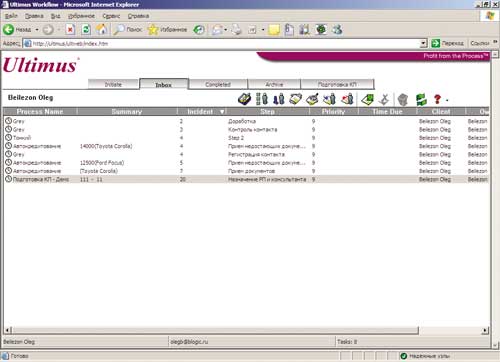 Ultimus Workflow - Microsoft Internet Explorer
Файл Правка Вид Избранное Сервис Справка
Назад Поиск Избранное
Адрес: http://ultimus/ultweb/index.htm Переход Ссылки »
Profit from the Process™
Ultimus
Initiate Inbox Completed Archive Подготовка КП
Beilezon Oleg
Process Name Summary Incident Step Priority Time Due Client Ow
Grey 2 Доработка 9 Beilezon Oleg Beilezon
Grey 3 Контроль контакта 9 Beilezon Oleg Beilezon
Тонкий 4 Step 2 9 Beilezon Oleg Beilezon
Автокредитование 14000(Toyota Corolla) 4 Прием недостающих докуме... 9 Beilezon Oleg Beilezon
Grey 4 Регистрация контакта 9 Beilezon Oleg Beilezon
Автокредитование 125000(Ford Focus) 5 Прием недостающих докуме... 9 Beilezon Oleg Beilezon
Автокредитование (Toyota Corolla) 7 Прием документов 9 Beilezon Oleg Beilezon
Подготовка КП - Демо 111 - 11 20 Назначение РП и консультанта 9 Beilezon Oleg Beilezon
Beilezon Oleg olegb@blogic.ru Tasks: 8
Готово Надежные узлы